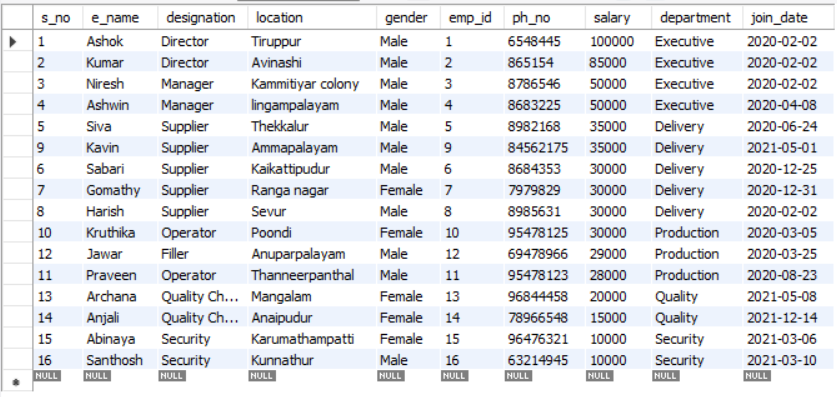 s_no e_name designation location gender emp_id ph_no salary department join_date
1 Ashok Director Tiruppur Male 1 6548445 100000 Executive 2020-02-02
2 Kumar Director Avinashi Male 2 865154 85000 Executive 2020-02-02
3 Niresh Manager Kammitiyar colony Male 3 8786546 50000 Executive 2020-02-02
4 Ashwin Manager lingampalayam Male 4 8683225 50000 Executive 2020-04-08
5 Siva Supplier Thekkalur Male 5 8982168 35000 Delivery 2020-06-24
9 Kavin Supplier Ammapalayam Male 9 84562175 35000 Delivery 2021-05-01
6 Sabari Supplier Kaikattipudur Male 6 8684353 30000 Delivery 2020-12-25
7 Gomathy Supplier Ranga nagar Female 7 7979829 30000 Delivery 2020-12-31
8 Harish Supplier Sevur Male 8 8985631 30000 Delivery 2020-02-02
10 Kruthika Operator Poondi Female 10 95478125 30000 Production 2020-03-05
12 Jawar Filler Anuparpalayam Male 12 69478966 29000 Production 2020-03-25
11 Praveen Operator Thanneerpanthal Male 11 95478123 28000 Production 2020-08-23
13 Archana Quality Ch... Mangalam Female 13 96844458 20000 Quality 2021-05-08
14 Anjali Quality Ch... Anaipudur Female 14 78966548 15000 Quality 2021-12-14
15 Abinaya Security Karumathampatti Female 15 96476321 10000 Security 2021-03-06
16 Santhosh Security Kunnathur Male 16 63214945 10000 Security 2021-03-10
NULL NULL NULL NULL NULL NULL NULL NULL NULL NULL